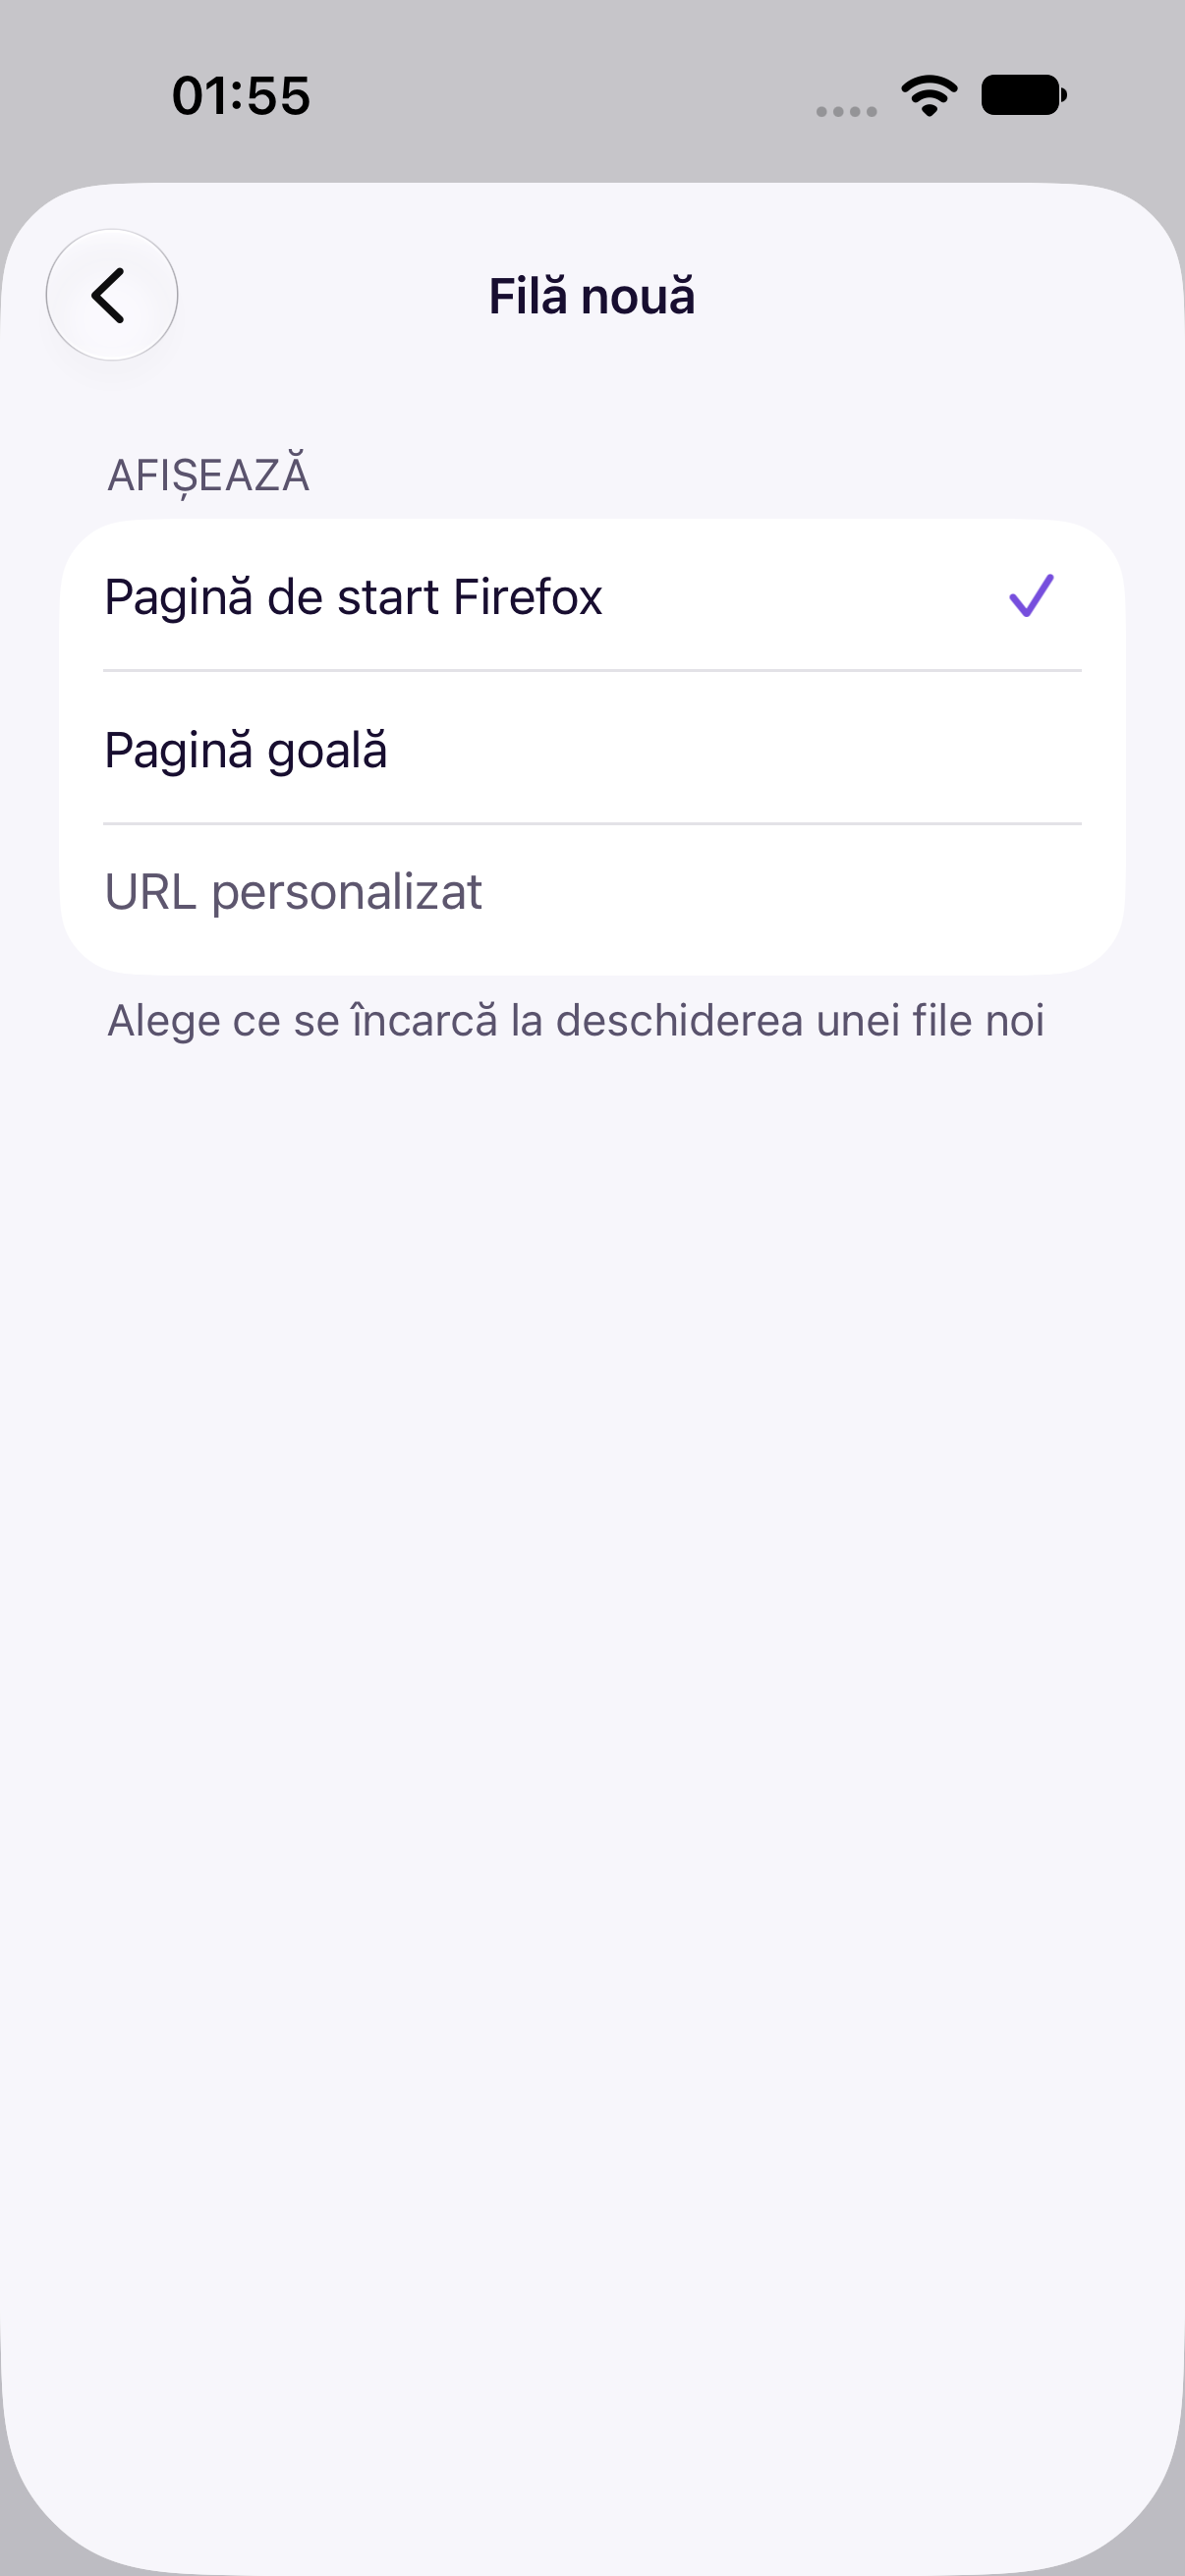 01:55
Filă nouă
AFIȘEAZĂ
Pagină de start Firefox
Pagină goală
URL personalizat
Alege ce se încarcă la deschiderea unei file noi